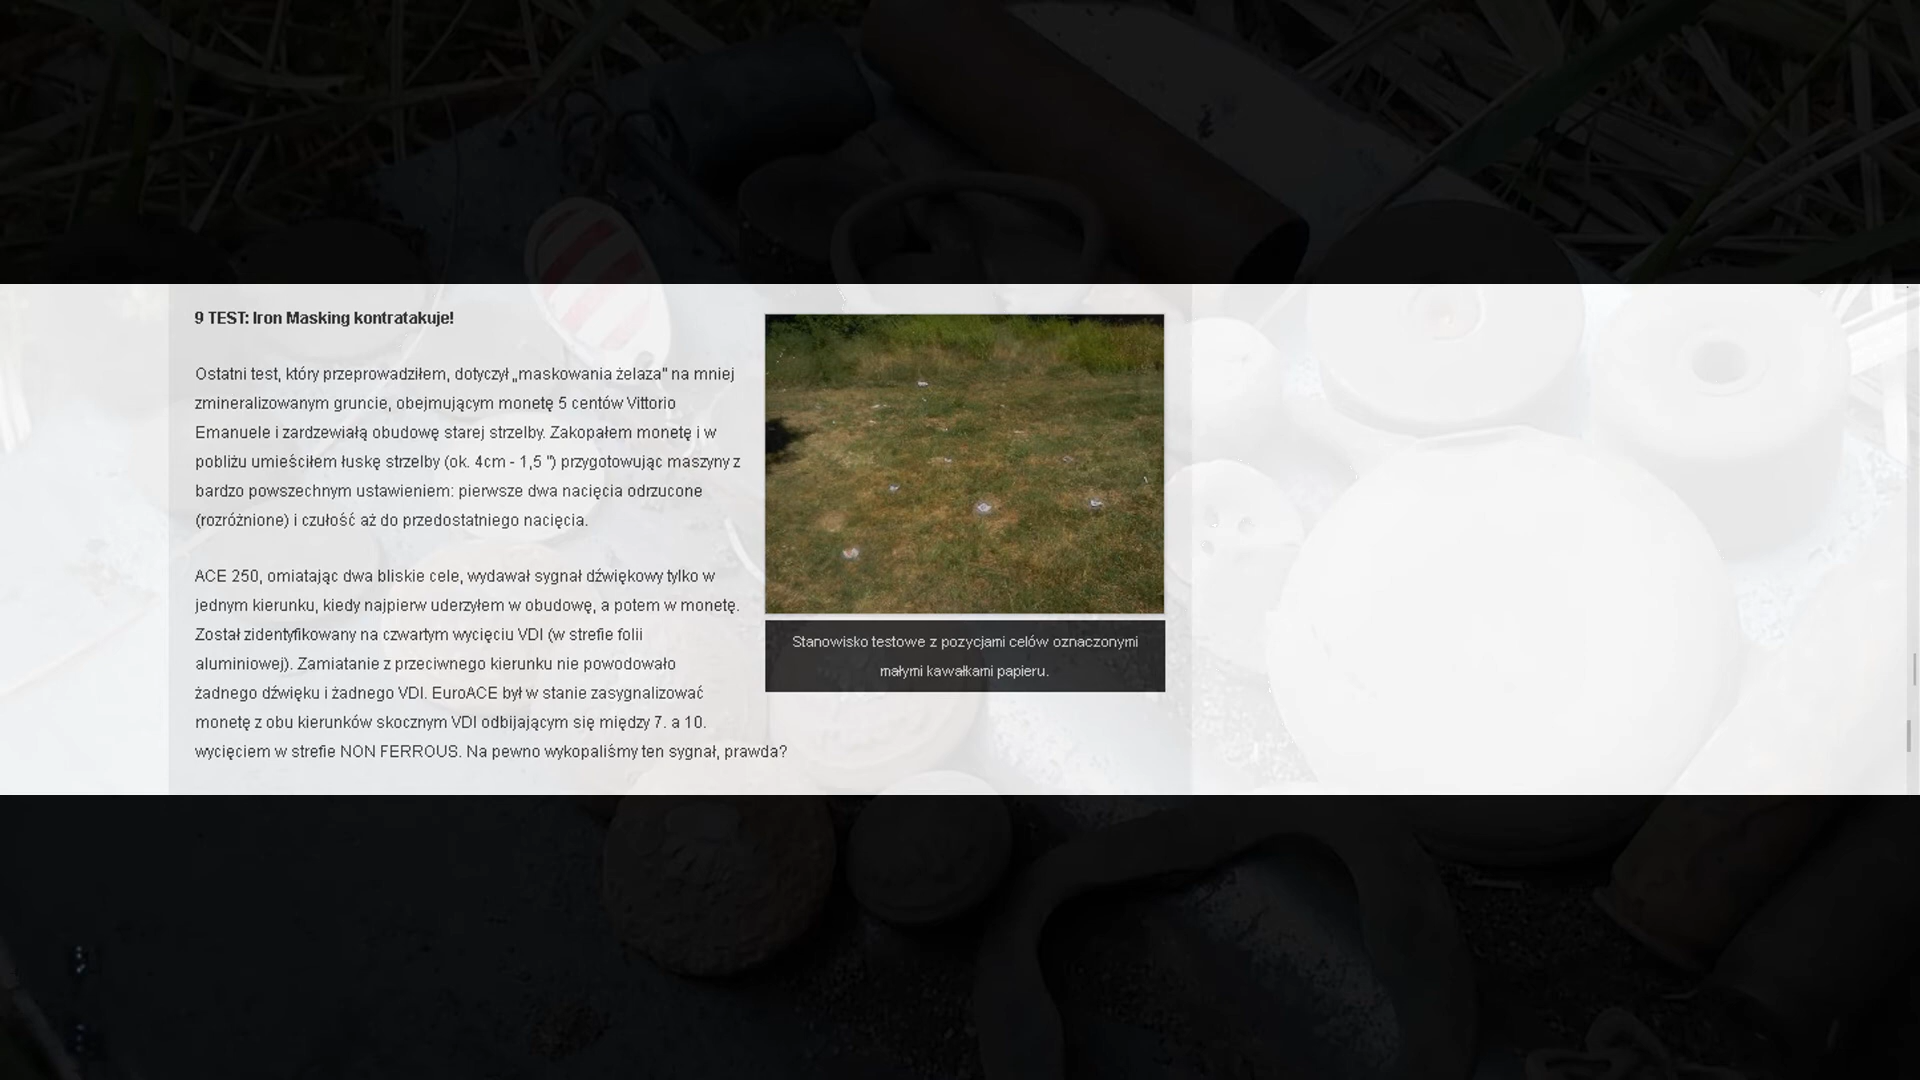 9 TEST: Iron Masking kontratakuje!
Ostatni test, który przeprowadziłem, dotyczył „maskowania żelaza" na mniej
zmineralizowanym gruncie, obejmującym monetę 5 centów Vittorio
Emanuele i zardzewiałą obudowę starej strzelby. Zakopałem monetę i w
pobliżu umieściłem łuskę strzelby (ok. 4cm - 1,5 ") przygotowując maszyny z
bardzo powszechnym ustawieniem: pierwsze dwa nacięcia odrzucone
(rozróżnione) i czułość aż do przedostatniego nacięcia.
ACE 250, omiatając dwa bliskie cele, wydawał sygnał dźwiękowy tylko w
jednym kierunku, kiedy najpierw uderzyłem w obudowę, a potem w monetę.
Został zidentyfikowany na czwartym wycięciu VDI (w strefie folii
aluminiowej). Zamiatanie z przeciwnego kierunku nie powodowało
żadnego dźwięku i żadnego VDI. EuroACE był w stanie zasygnalizować
monetę z obu kierunków skocznym VDI odbijającym się między 7. a 10.
wycięciem w strefie NON FERROUS. Na pewno wykopaliśmy ten sygnał, prawda?
Stanowisko testowe z pozycjami celów oznaczonymi
małymi kawałkami papieru.